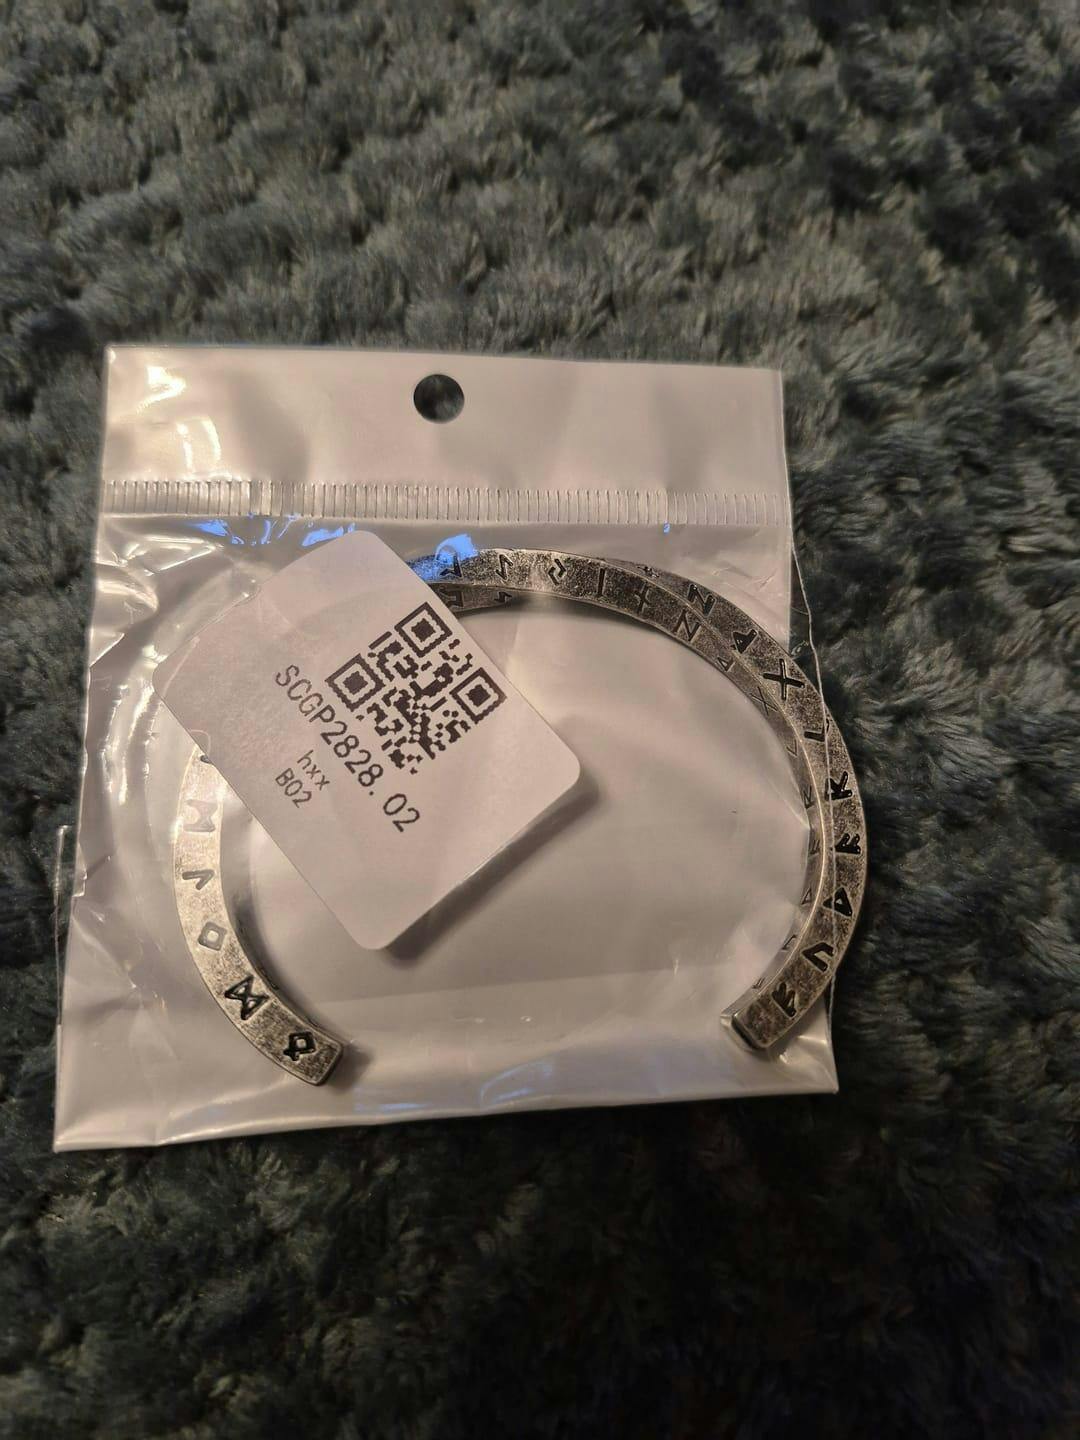 SCGP2828.02
hxx
B02
ᛟ
ᛞ
ᛜ
ᛚ
ᛗ
ᛇ
ᛃ
ᛁ
ᚾ
ᚹ
ᚷ
ᚲ
ᚱ
ᚨ
ᚦ
ᚢ
ᚠ